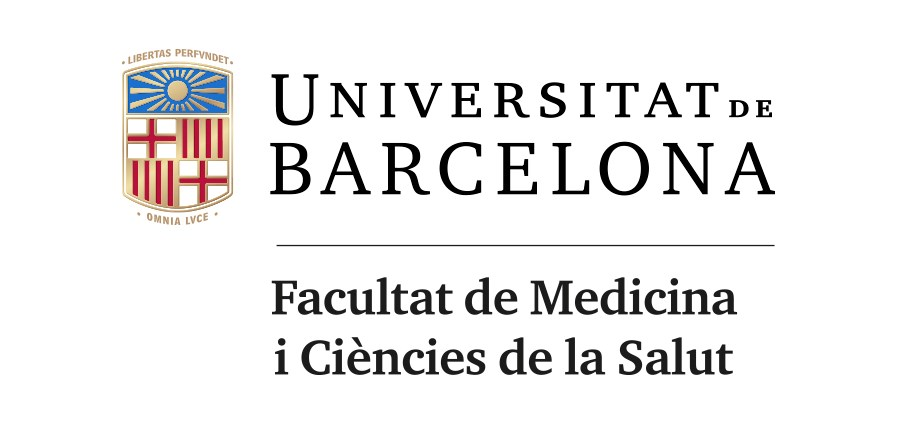 · LIBERTAS PERFVNDET ·
UNIVERSITAT DE
BARCELONA
· OMNIA LVCE ·
Facultat de Medicina
i Ciències de la Salut